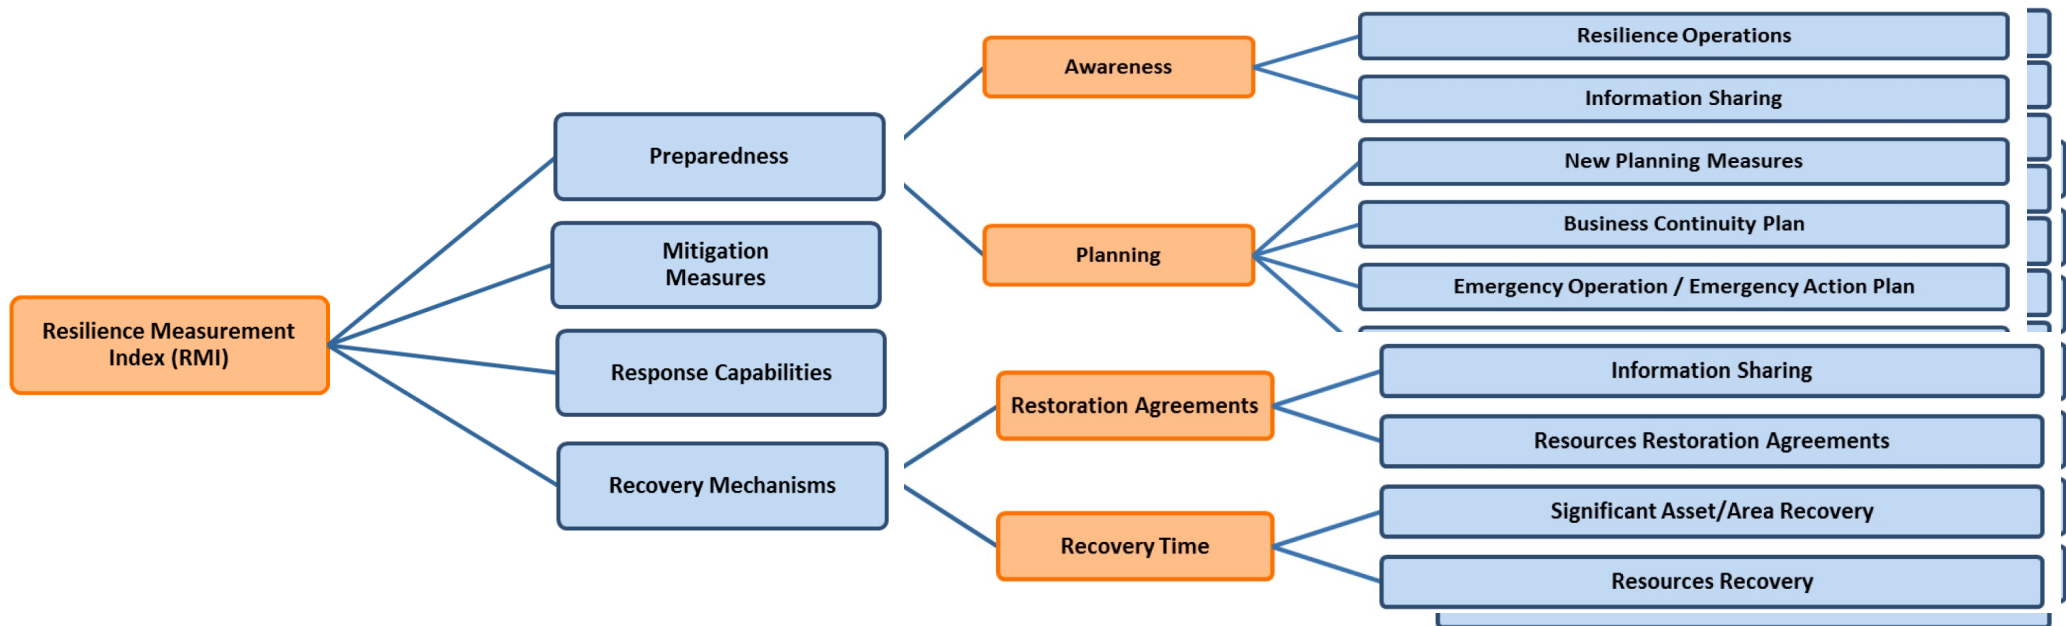 Resilience Measurement
Index (RMI)
Preparedness
Mitigation
Measures
Response Capabilities
Recovery Mechanisms
Awareness
Planning
Resilience Operations
Information Sharing
New Planning Measures
Business Continuity Plan
Emergency Operation / Emergency Action Plan
Restoration Agreements
Recovery Time
Information Sharing
Resources Restoration Agreements
Significant Asset/Area Recovery
Resources Recovery